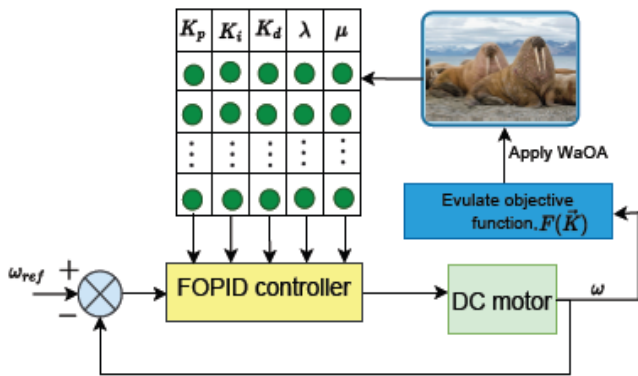 K_p K_i K_d λ μ
Apply WaOA
Evulate objective
function. F(K⃗)
ω_ref
+
−
FOPID controller
DC motor
ω